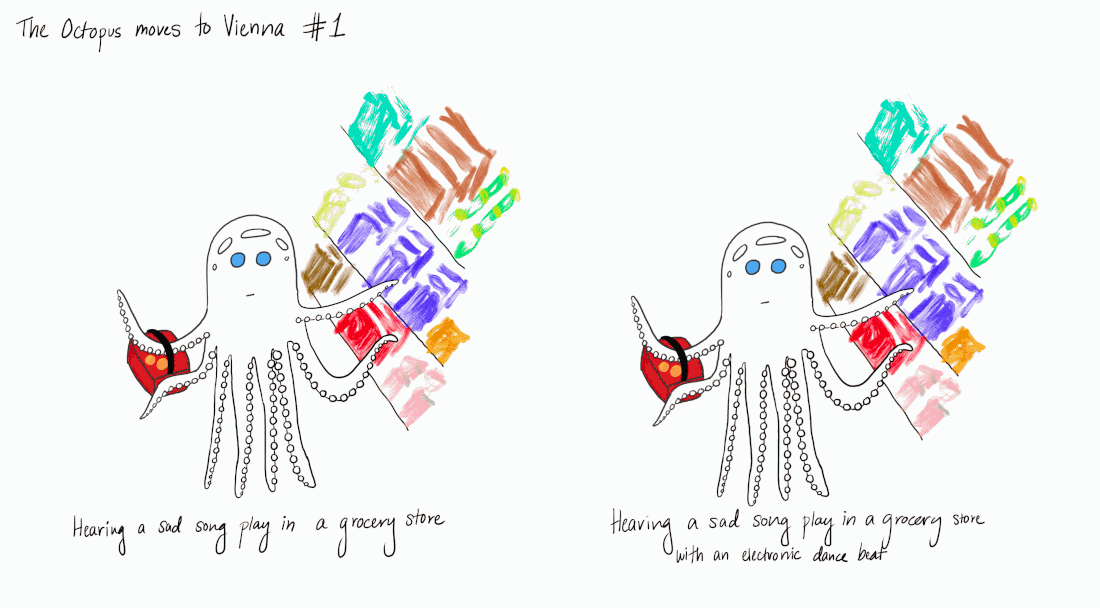 The Octopus moves to Vienna #1
Hearing a sad song play in a grocery store
Hearing a sad song play in a grocery store
with an electronic dance beat